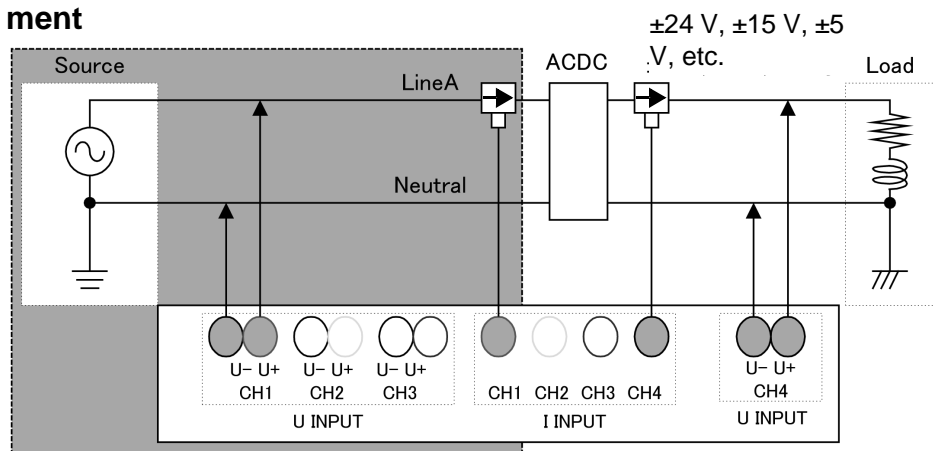 ment
±24 V, ±15 V, ±5
V, etc.
Source
LineA
ACDC
Load
Neutral
U- U+ U- U+ U- U+
CH1 CH2 CH3
U INPUT
CH1 CH2 CH3 CH4
I INPUT
U- U+
CH4
U INPUT